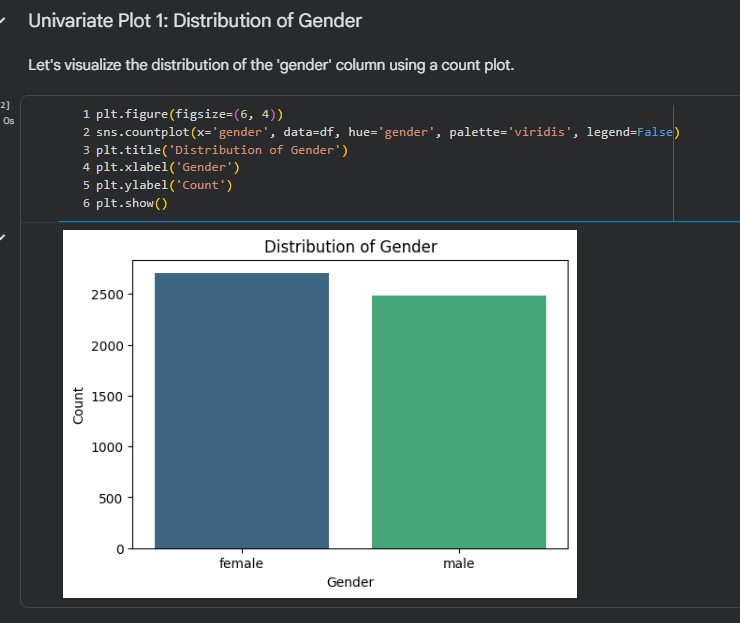 Univariate Plot 1: Distribution of Gender
Let's visualize the distribution of the 'gender' column using a count plot.
2]
0s
1 plt.figure(figsize=(6, 4))
2 sns.countplot(x='gender', data=df, hue='gender', palette='viridis', legend=False)
3 plt.title('Distribution of Gender')
4 plt.xlabel('Gender')
5 plt.ylabel('Count')
6 plt.show()
Distribution of Gender
2500
2000
1500
1000
500
0
Count
female male
Gender